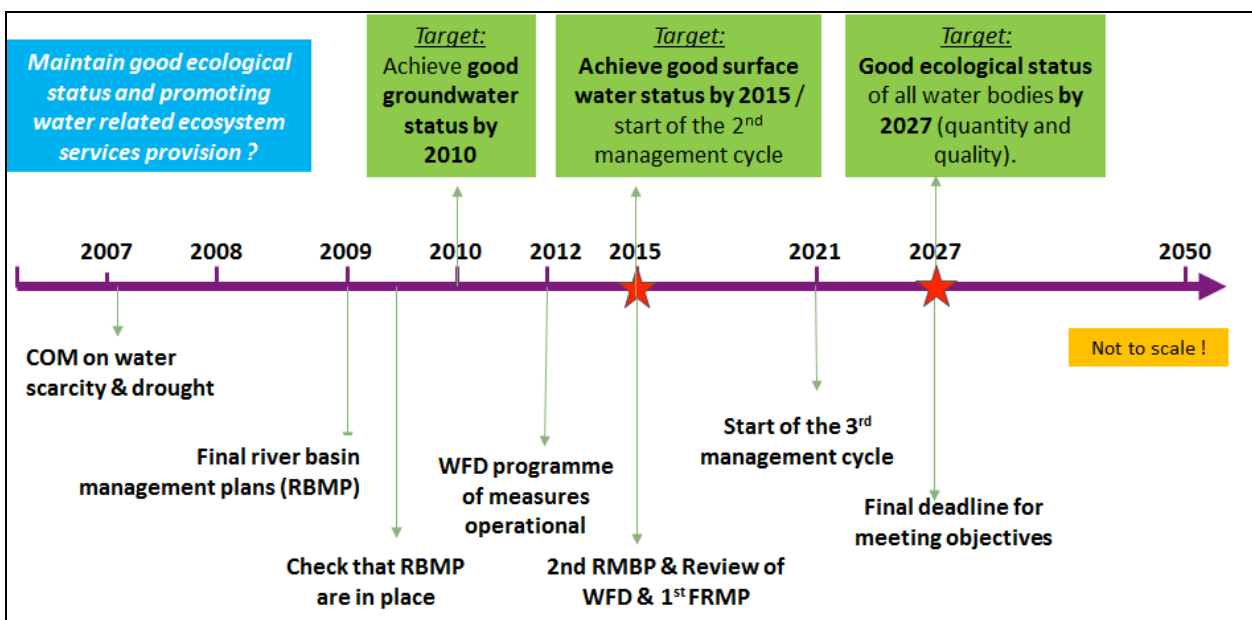 Maintain good ecological
status and promoting
water related ecosystem
services provision ?
Target:
Achieve good
groundwater
status by
2010
Target:
Achieve good surface
water status by 2015 /
start of the 2nd
management cycle
Target:
Good ecological status
of all water bodies by
2027 (quantity and
quality).
2007 2008 2009 2010 2012 2015 2021 2027 2050
COM on water
scarcity & drought
Final river basin
management plans (RBMP)
Check that RBMP
are in place
WFD programme
of measures
operational
2nd RMBP & Review of
WFD & 1st FRMP
Start of the 3rd
management cycle
Final deadline for
meeting objectives
Not to scale !